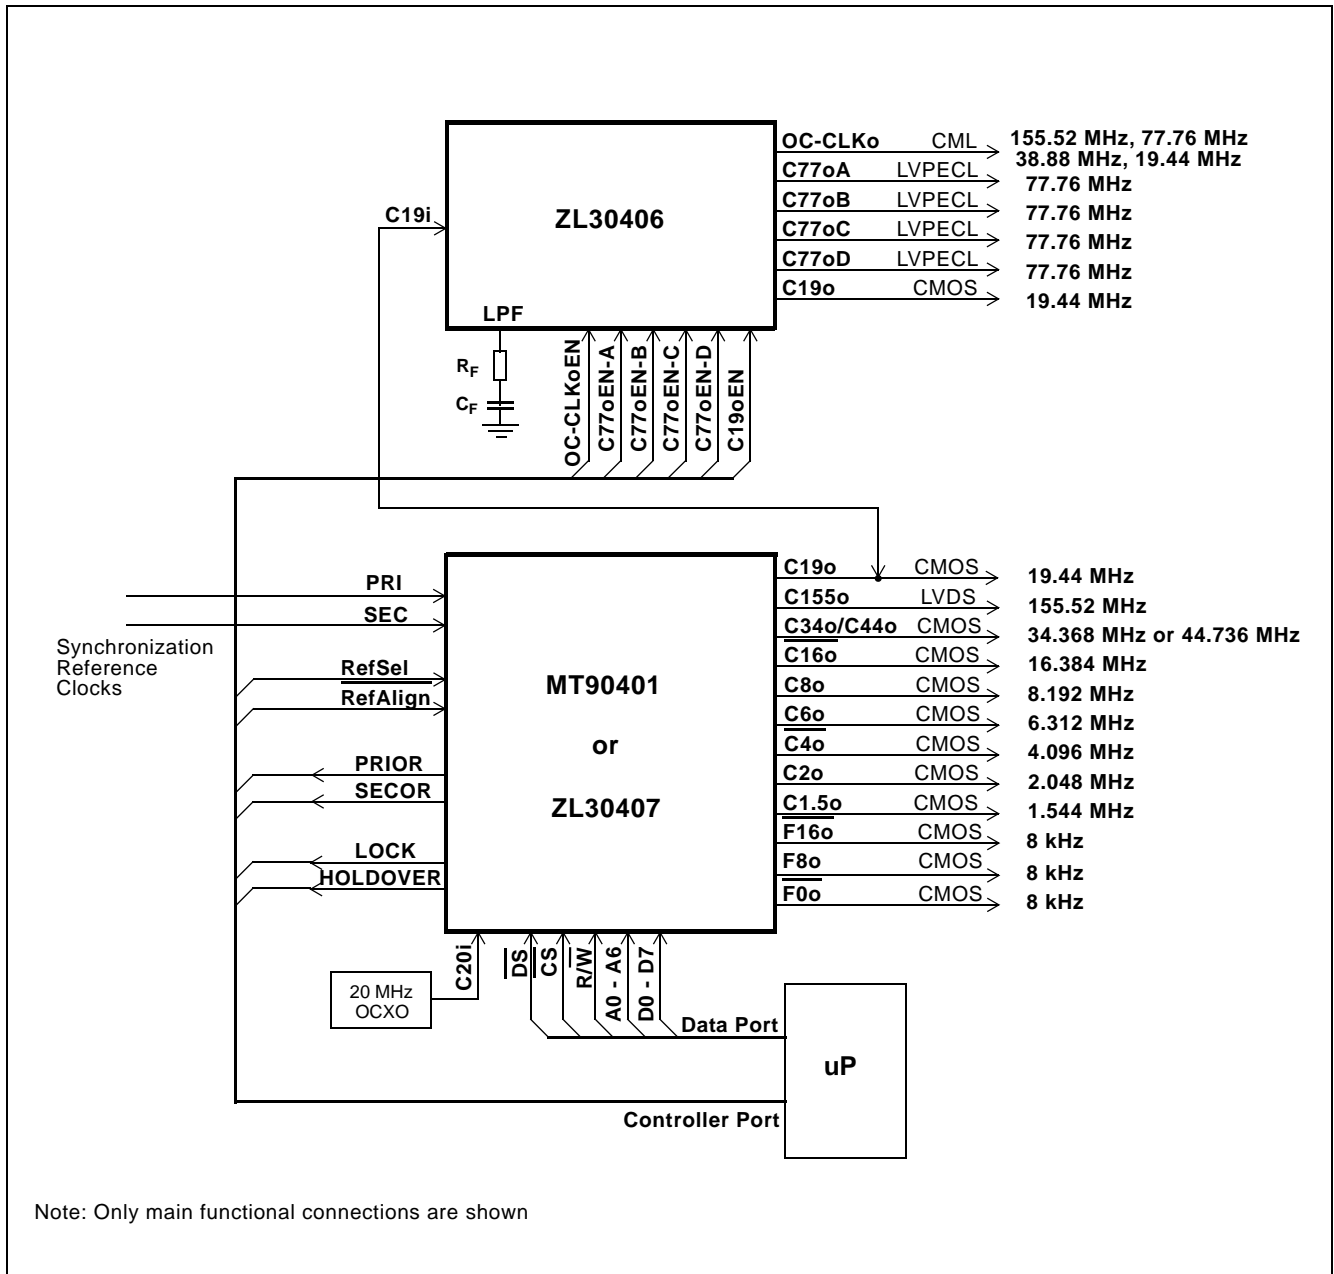 OC-CLKo CML 155.52 MHz, 77.76 MHz
38.88 MHz, 19.44 MHz
C77oA LVPECL 77.76 MHz
C77oB LVPECL 77.76 MHz
C77oC LVPECL 77.76 MHz
C77oD LVPECL 77.76 MHz
C19o CMOS 19.44 MHz
C19i
ZL30406
LPF
RF
CF
OC-CLKoEN
C77oEN-A
C77oEN-B
C77oEN-C
C77oEN-D
C19oEN
PRI
SEC
Synchronization
Reference
Clocks
RefSel
RefAlign
PRIOR
SECOR
LOCK
HOLDOVER
MT90401
or
ZL30407
C19o CMOS 19.44 MHz
C155o LVDS 155.52 MHz
C34o/C44o CMOS 34.368 MHz or 44.736 MHz
C16o CMOS 16.384 MHz
C8o CMOS 8.192 MHz
C6o CMOS 6.312 MHz
C4o CMOS 4.096 MHz
C2o CMOS 2.048 MHz
C1.5o CMOS 1.544 MHz
F16o CMOS 8 kHz
F8o CMOS 8 kHz
F0o CMOS 8 kHz
20 MHz
OCXO
C20i
DS
CS
R/W
A0 - A6
D0 - D7
Data Port
uP
Controller Port
Note: Only main functional connections are shown